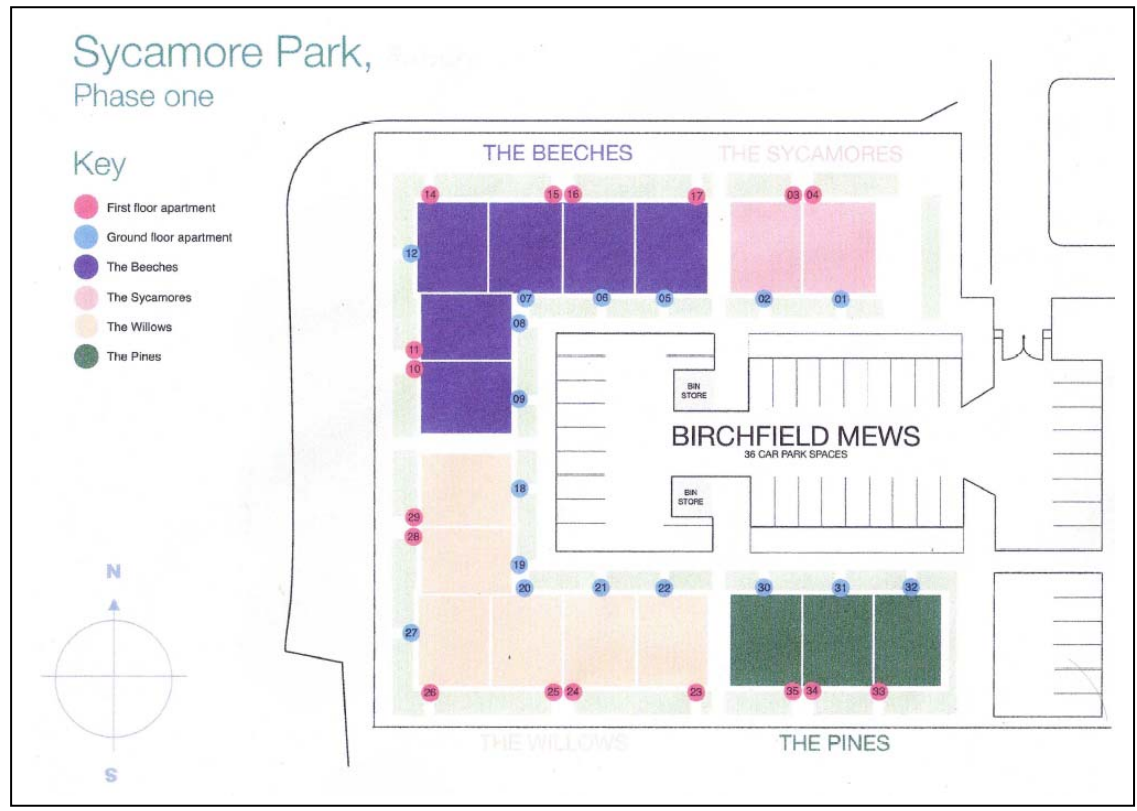 Sycamore Park,
Phase one
Key
First floor apartment
Ground floor apartment
The Beeches
The Sycamores
The Willows
The Pines
THE BEECHES
THE SYCAMORES
14
15
16
17
03
04
12
07
06
05
02
01
08
11
10
09
BIN
STORE
BIRCHFIELD MEWS
36 CAR PARK SPACES
BIN
STORE
18
29
28
19
20
21
22
30
31
32
27
26
25
24
23
35
34
33
THE WILLOWS
THE PINES
N
S